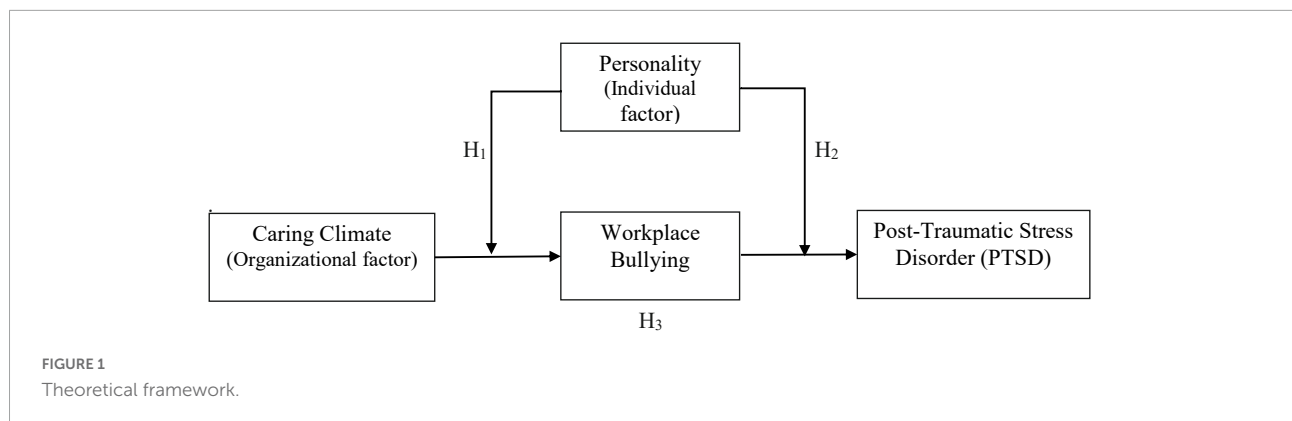 Personality
(Individual
factor)
H₁
H₂
.
Caring Climate
(Organizational factor)
Workplace
Bullying
Post-Traumatic Stress
Disorder (PTSD)
H₃
FIGURE 1
Theoretical framework.